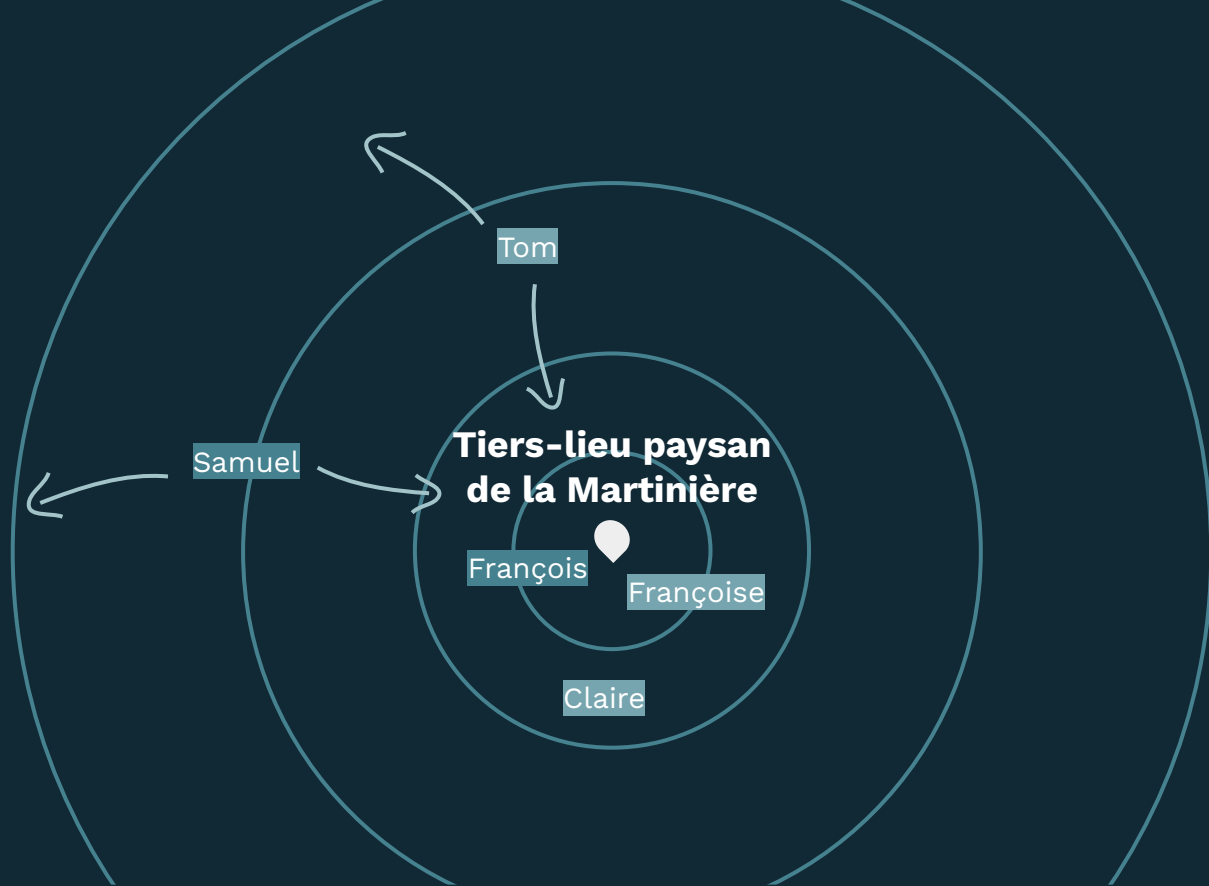 Tom
Tiers-lieu paysan
de la Martinière
Samuel
François
Françoise
Claire